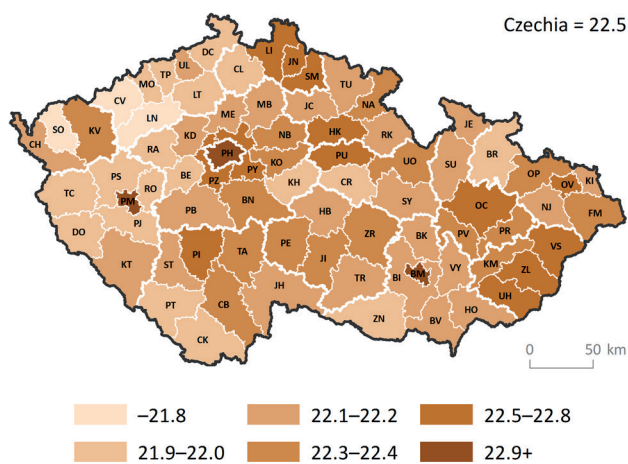 Czechia = 22.5
DC
LI
JN
SM
TP
UL
MO
CL
TU
LT
CV
LN
MB
JC
NA
ME
SO
KV
CH
RA
KD
NB
HK
RK
JE
PH
KO
PU
BR
PY
PZ
BE
UO
SU
OP
OV
KI
PS
TC
RO
KH
CR
PM
BN
SY
OC
NJ
FM
PB
HB
PJ
DO
BK
PV
PR
ZR
VS
PE
KT
ST
PI
TA
JI
VY
KM
ZL
BI
BM
TR
JH
UH
PT
CB
HO
ZN
BV
CK
0 50 km
–21.8
22.1–22.2
22.5–22.8
21.9–22.0
22.3–22.4
22.9+